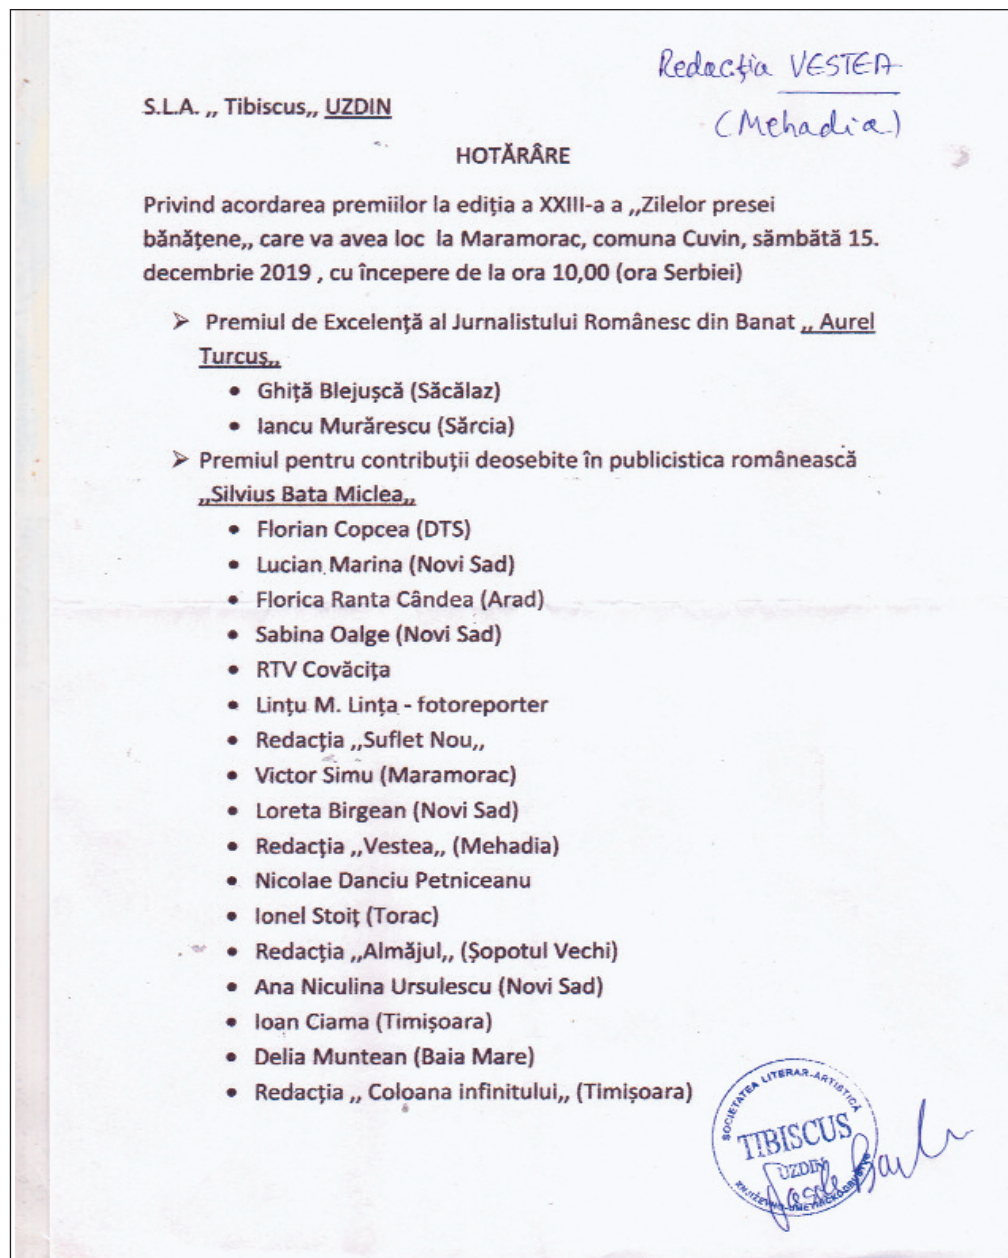 Redacția VESTEA
(Mehadia)
S.L.A. ,, Tibiscus,, UZDIN
HOTĂRÂRE
Privind acordarea premiilor la ediția a XXIII-a a ,,Zilelor presei
bănățene,, care va avea loc la Maramorac, comuna Cuvin, sămbătă 15.
decembrie 2019 , cu începere de la ora 10,00 (ora Serbiei)
➢ Premiul de Excelență al Jurnalistului Românesc din Banat ,, Aurel
Turcuș,,
• Ghiță Blejușcă (Săcălaz)
• Iancu Murărescu (Sărcia)
➢ Premiul pentru contribuții deosebite în publicistica românească
,,Silvius Bata Miclea,,
• Florian Copcea (DTS)
• Lucian Marina (Novi Sad)
• Florica Ranta Cândea (Arad)
• Sabina Oalge (Novi Sad)
• RTV Covăcița
• Lințu M. Lința - fotoreporter
• Redacția ,,Suflet Nou,,
• Victor Simu (Maramorac)
• Loreta Birgean (Novi Sad)
• Redacția ,,Vestea,, (Mehadia)
• Nicolae Danciu Petniceanu
• Ionel Stoiț (Torac)
• Redacția ,,Almăjul,, (Șopotul Vechi)
• Ana Niculina Ursulescu (Novi Sad)
• Ioan Ciama (Timișoara)
• Delia Muntean (Baia Mare)
• Redacția ,, Coloana infinitului,, (Timișoara)
SOCIETATEA LITERAR-ARTISTICĂ
TIBISCUS
UZDIN